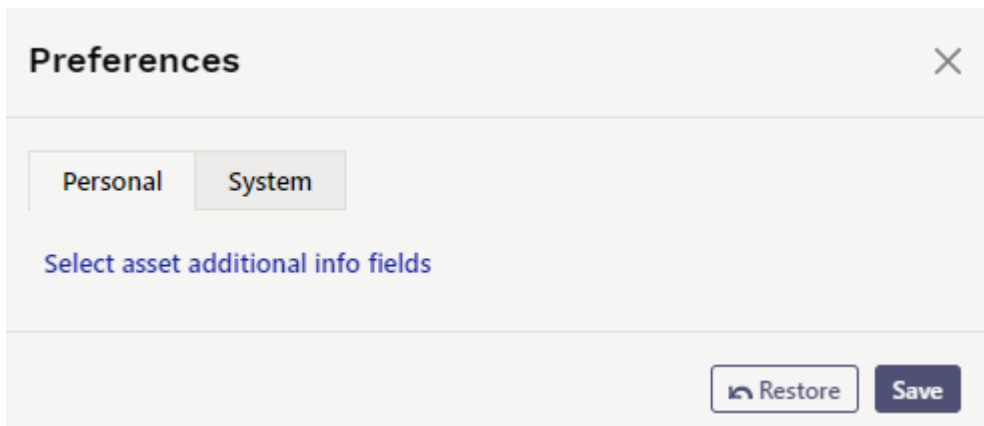 Preferences
Personal System
Select asset additional info fields
Restore Save